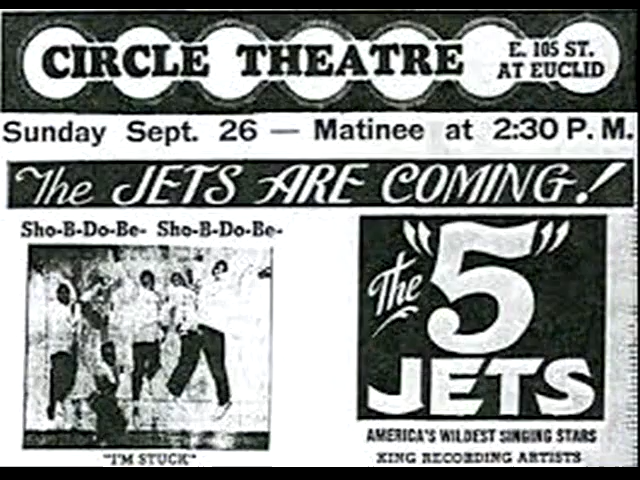 CIRCLE THEATRE
E. 105 ST.
AT EUCLID
Sunday Sept. 26 — Matinee at 2:30 P. M.
The JETS ARE COMING!
Sho-B-Do-Be- Sho-B-Do-Be-
The "5"
JETS
"I'M STUCK"
AMERICA'S WILDEST SINGING STARS
KING RECORDING ARTISTS